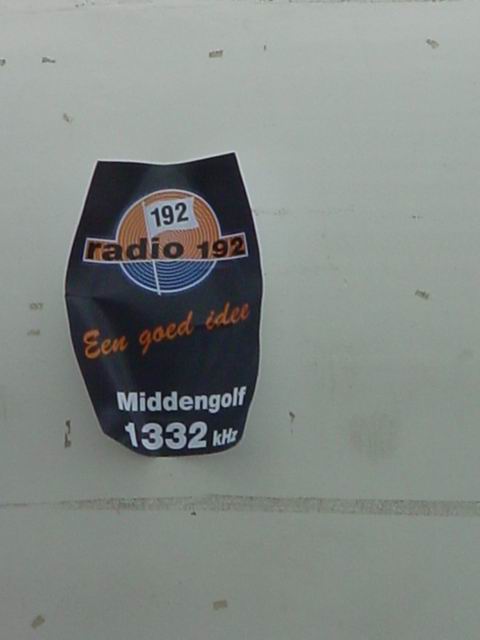 192
radio 192
Een goed idee
Middengolf
1332 kHz